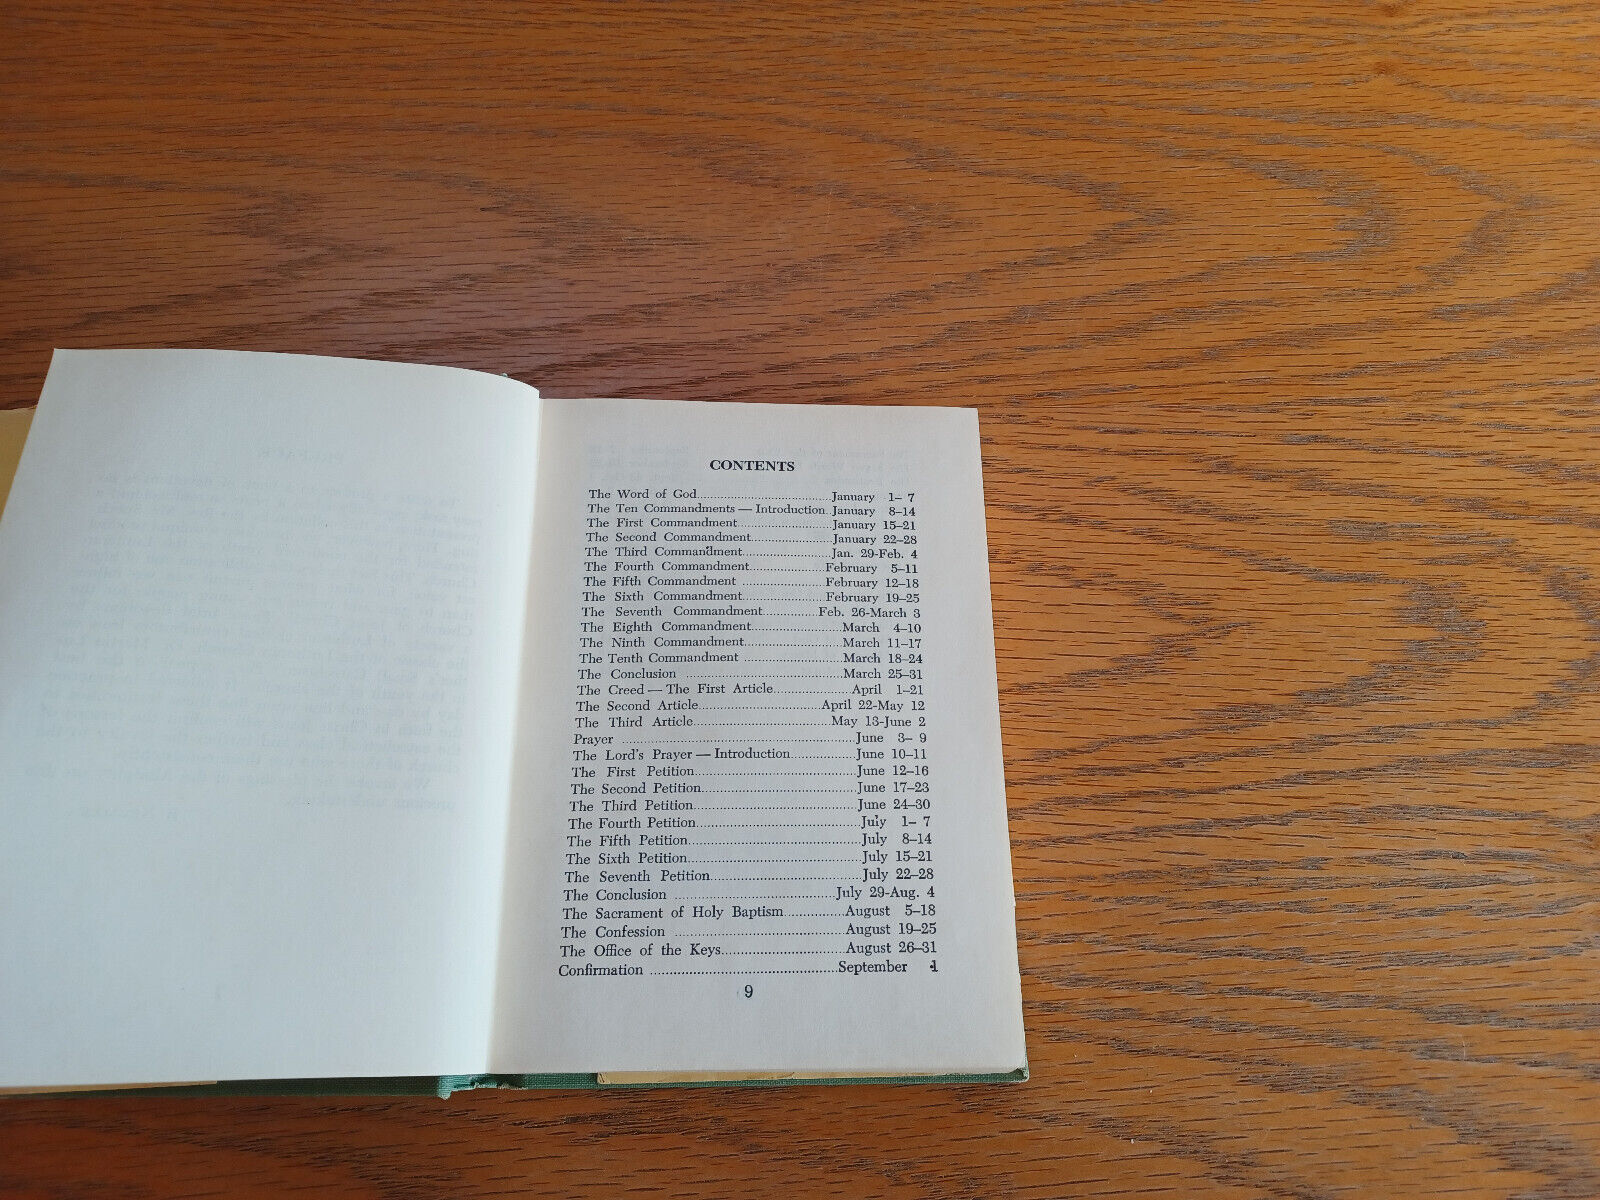 CONTENTS
The Word of God....................................January 1– 7
The Ten Commandments — Introduction..January 8–14
The First Commandment.........................January 15–21
The Second Commandment......................January 22–28
The Third Commandment........................Jan. 29-Feb. 4
The Fourth Commandment....................February 5–11
The Fifth Commandment ......................February 12–18
The Sixth Commandment......................February 19–25
The Seventh Commandment...............Feb. 26-March 3
The Eighth Commandment........................March 4–10
The Ninth Commandment..........................March 11–17
The Tenth Commandment ..........................March 18–24
The Conclusion ..........................................March 25–31
The Creed — The First Article.....................April 1–21
The Second Article.................................April 22-May 12
The Third Article.....................................May 13-June 2
Prayer ..............................................................June 3– 9
The Lord's Prayer — Introduction.................June 10–11
The First Petition...........................................June 12–16
The Second Petition.........................................June 17–23
The Third Petition...........................................June 24–30
The Fourth Petition...........................................July 1– 7
The Fifth Petition.............................................July 8–14
The Sixth Petition.............................................July 15–21
The Seventh Petition........................................July 22–28
The Conclusion .........................................July 29-Aug. 4
The Sacrament of Holy Baptism...............August 5–18
The Confession ...........................................August 19–25
The Office of the Keys...............................August 26–31
Confirmation ...............................................September 1
9